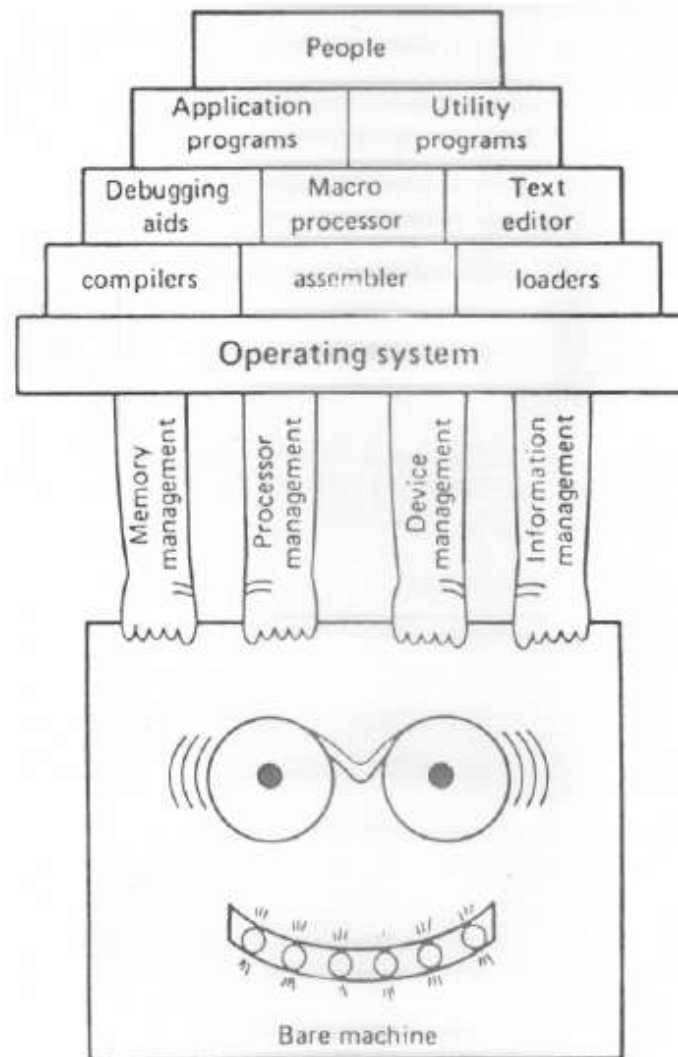 People
Application
programs
Utility
programs
Debugging
aids
Macro
processor
Text
editor
compilers
assembler
loaders
Operating system
Memory
management
Processor
management
Device
management
Information
management
Bare machine